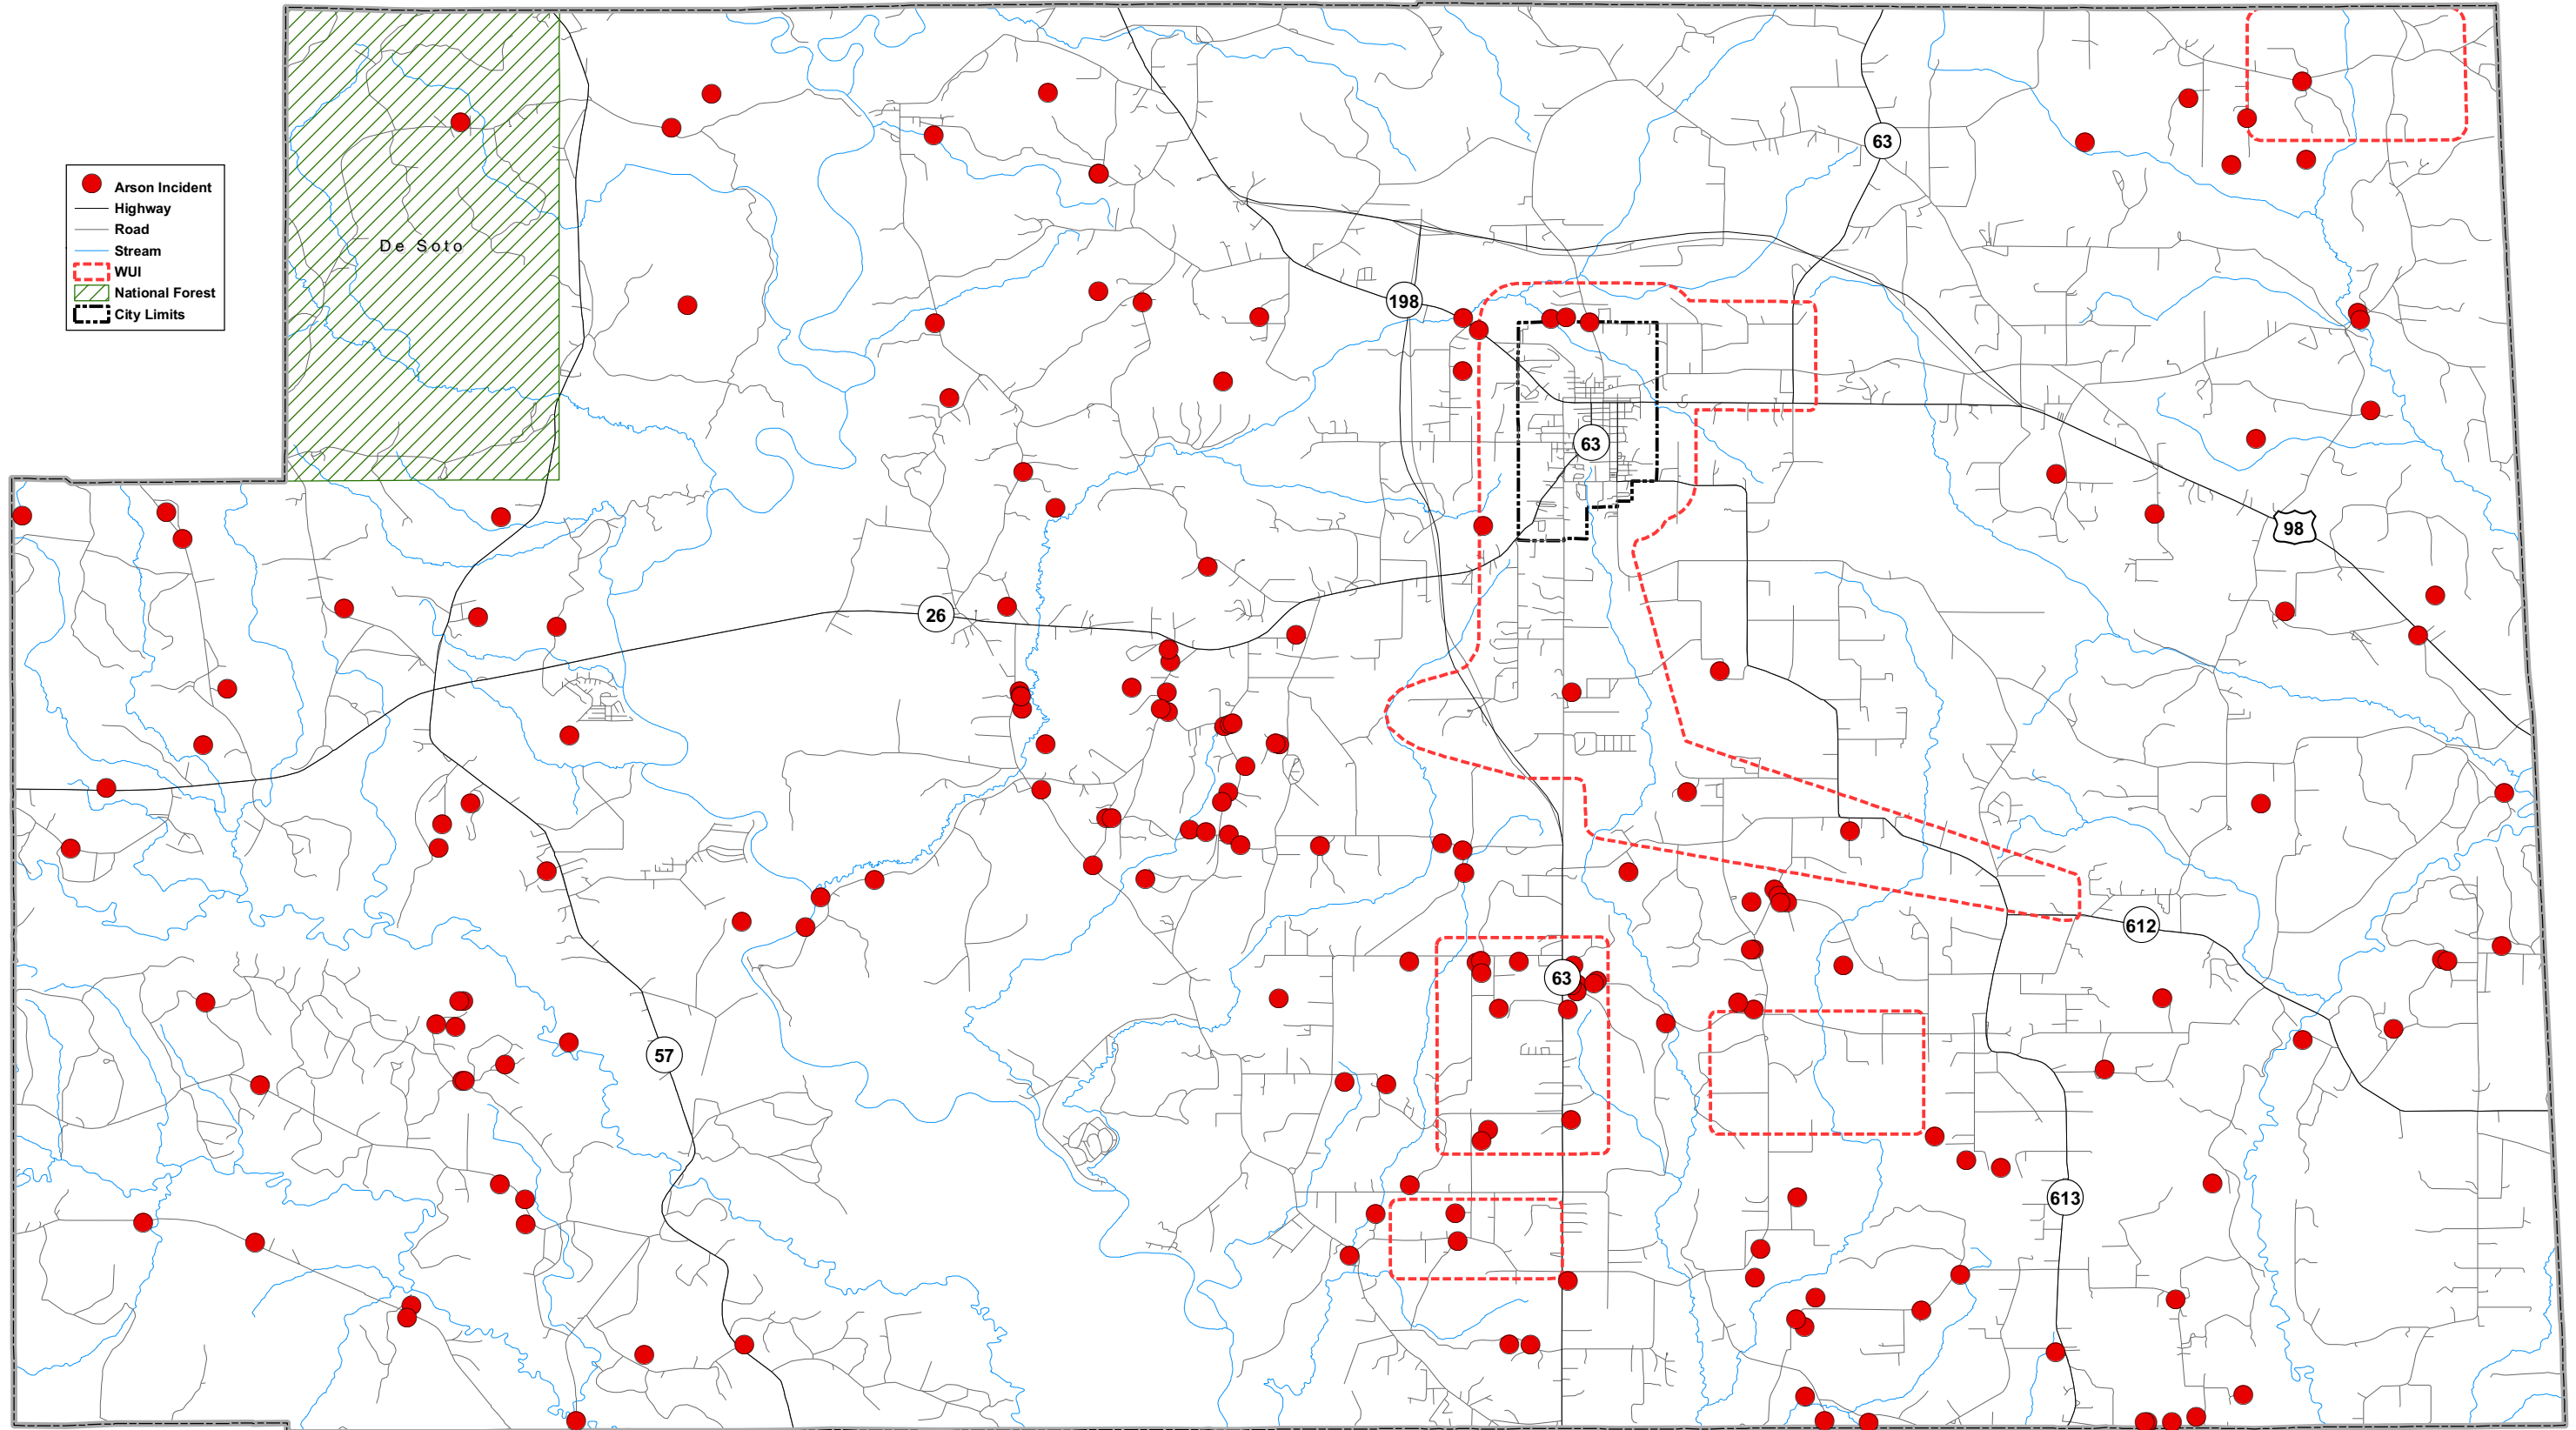 Arson Incident
Highway
Road
Stream
WUI
National Forest
City Limits
De Soto
63
198
63
98
26
612
63
57
613